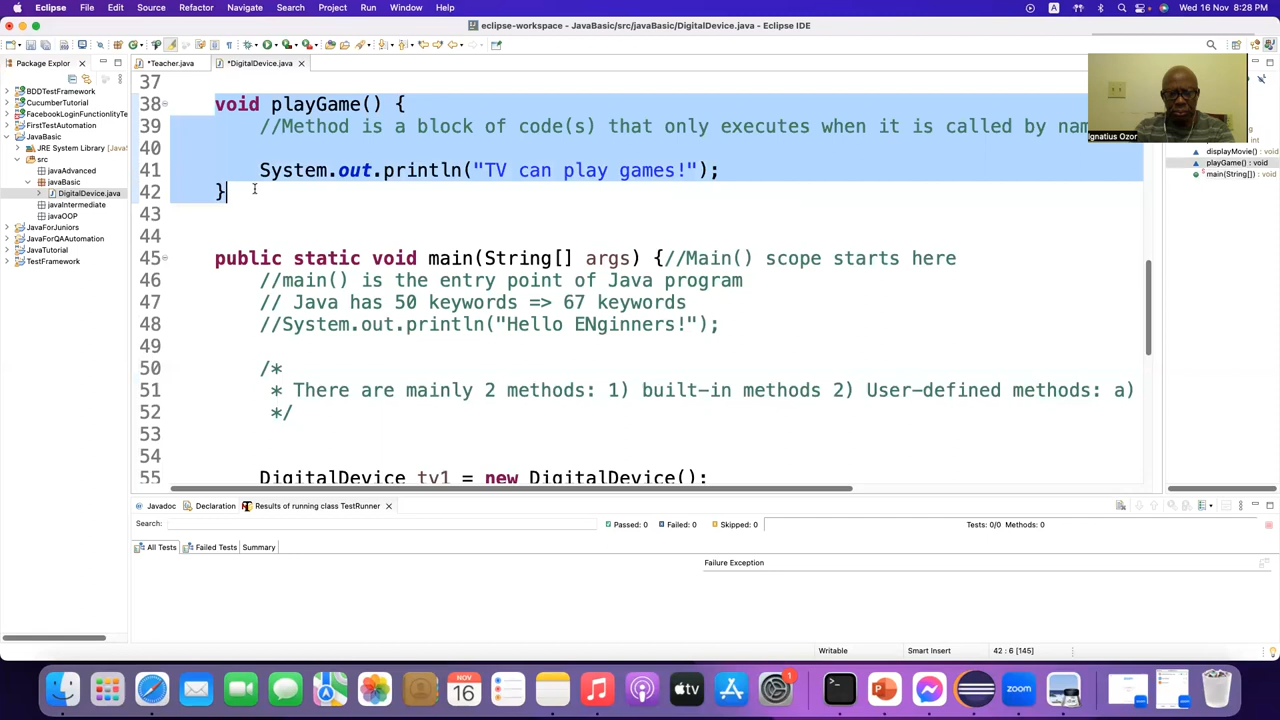 Eclipse File Edit Source Refactor Navigate Search Project Run Window Help
A Wed 16 Nov 8:28 PM
eclipse-workspace - JavaBasic/src/javaBasic/DigitalDevice.java - Eclipse IDE
Package Explor
*Teacher.java
*DigitalDevice.java
BDDTestFramework
CucumberTutorial
FacebookLoginFunctionlityTe
FirstTestAutomation
JavaBasic
JRE System Library [Java
src
javaAdvanced
javaBasic
DigitalDevice.java
javaIntermediate
javaOOP
JavaForJuniors
JavaForQAAutomation
JavaTutorial
TestFramework
37
38 void playGame() {
39 //Method is a block of code(s) that only executes when it is called by nam
40
41 System.out.println("TV can play games!");
42 }
43
44
45 public static void main(String[] args) {//Main() scope starts here
46 //main() is the entry point of Java program
47 // Java has 50 keywords => 67 keywords
48 //System.out.println("Hello ENginners!");
49
50 /*
51 * There are mainly 2 methods: 1) built-in methods 2) User-defined methods: a)
52 */
53
54
55 DigitalDevice tv1 = new DigitalDevice();
Ignatius Ozor
displayMovie() : void
playGame() : void
main(String[]) : void
Javadoc Declaration Results of running class TestRunner
Search: Passed: 0 Failed: 0 Skipped: 0 Tests: 0/0 Methods: 0
All Tests Failed Tests Summary
Failure Exception
Writable Smart Insert 42 : 6 [145]
NOV
16
tv
1
zoom